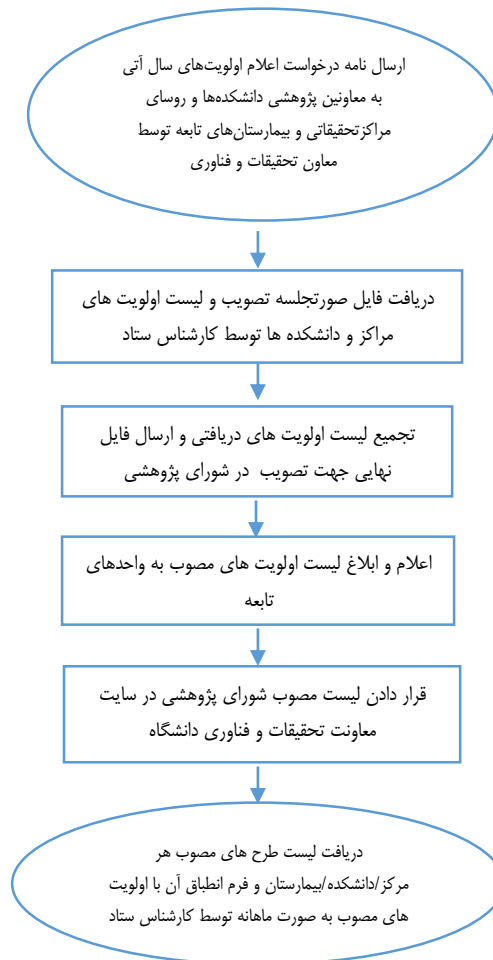 ارسال نامه درخواست اعلام اولویت‌های سال آتی
به معاونین پژوهشی دانشکده‌ها و روسای
مراکزتحقیقاتی و بیمارستان‌های تابعه توسط
معاون تحقیقات و فناوری
دریافت فایل صورتجلسه تصویب و لیست اولویت های
مراکز و دانشکده ها توسط کارشناس ستاد
تجمیع لیست اولویت های دریافتی و ارسال فایل
نهایی جهت تصویب در شورای پژوهشی
اعلام و ابلاغ لیست اولویت های مصوب به واحدهای
تابعه
قرار دادن لیست مصوب شورای پژوهشی در سایت
معاونت تحقیقات و فناوری دانشگاه
دریافت لیست طرح های مصوب هر
مرکز/دانشکده/بیمارستان و فرم انطباق آن با اولویت
های مصوب به صورت ماهانه توسط کارشناس ستاد